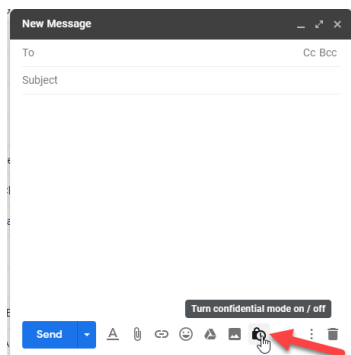 New Message
To Cc Bcc
Subject
Turn confidential mode on / off
Send